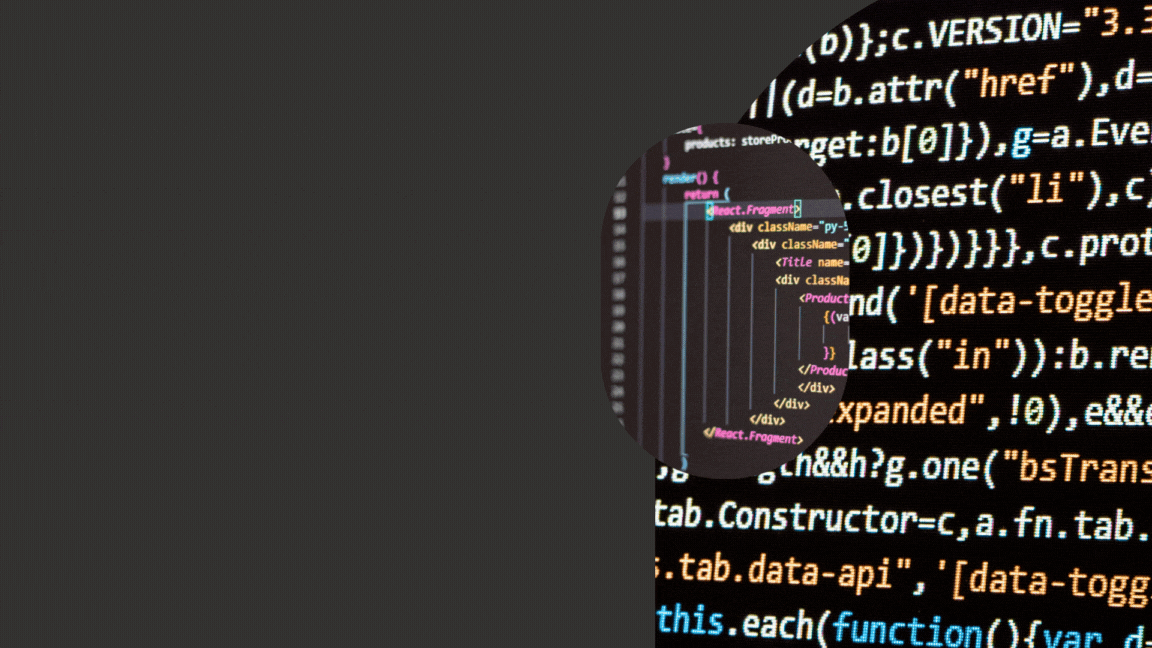 (b)};c.VERSION="3.3
||(d=b.attr("href"),d=
nget:b[0]}),g=a.Eve
.closest("li"),c
0]})})}}},c.prot
nd('[data-toggle
lass("in")):b.re
xpanded",!0),e&&
th&&h?g.one("bsTrans
tab.Constructor=c,a.fn.tab.
s.tab.data-api",'[data-togg
this.each(function(){var d=
products: storePr
}
render() {
return (
<React.Fragment>
<div className="py-5
<div className="
<Title name=
<div classNa
<Product
{(va
}}
</Produc
</div>
</div>
</div>
</React.Fragment>
)